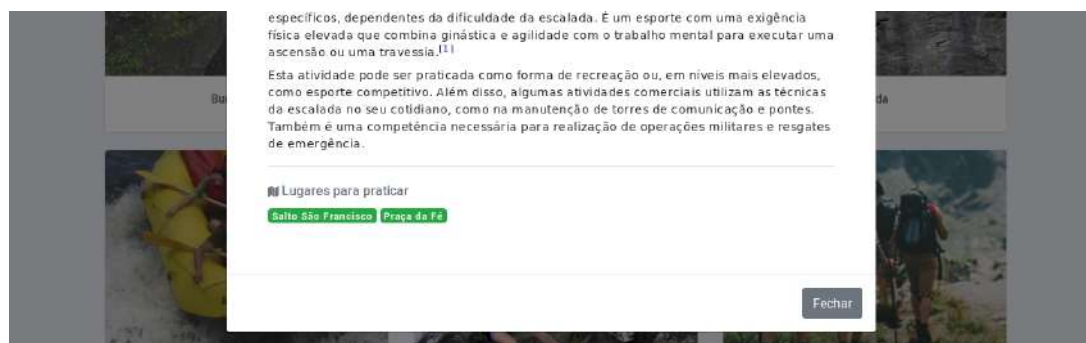 específicos, dependentes da dificuldade da escalada. É um esporte com uma exigência
física elevada que combina ginástica e agilidade com o trabalho mental para executar uma
ascensão ou uma travessia.[1]
Esta atividade pode ser praticada como forma de recreação ou, em níveis mais elevados,
como esporte competitivo. Além disso, algumas atividades comerciais utilizam as técnicas
da escalada no seu cotidiano, como na manutenção de torres de comunicação e pontes.
Também é uma competência necessária para realização de operações militares e resgates
de emergência.
Bu
da
Lugares para praticar
Salto São Francisco Praça da Fé
Fechar